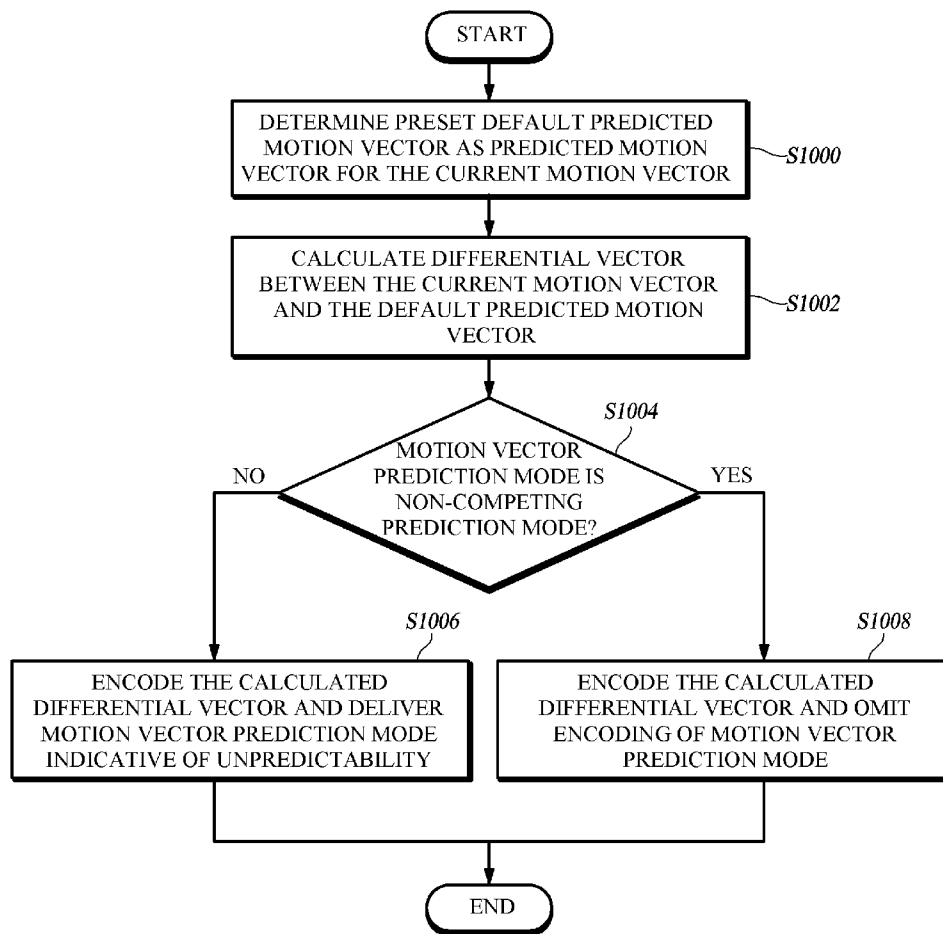 START
DETERMINE PRESET DEFAULT PREDICTED
MOTION VECTOR AS PREDICTED MOTION
VECTOR FOR THE CURRENT MOTION VECTOR
S1000
CALCULATE DIFFERENTIAL VECTOR
BETWEEN THE CURRENT MOTION VECTOR
AND THE DEFAULT PREDICTED MOTION
VECTOR
S1002
S1004
MOTION VECTOR
PREDICTION MODE IS
NON-COMPETING
PREDICTION MODE?
NO
YES
S1006
ENCODE THE CALCULATED
DIFFERENTIAL VECTOR AND DELIVER
MOTION VECTOR PREDICTION MODE
INDICATIVE OF UNPREDICTABILITY
S1008
ENCODE THE CALCULATED
DIFFERENTIAL VECTOR AND OMIT
ENCODING OF MOTION VECTOR
PREDICTION MODE
END